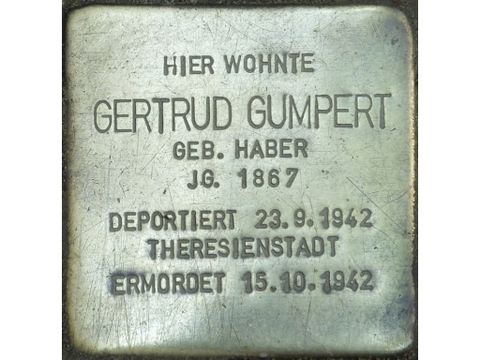 HIER WOHNTE
GERTRUD GUMPERT
GEB. HABER
JG. 1867
DEPORTIERT 23.9.1942
THERESIENSTADT
ERMORDET 15.10.1942